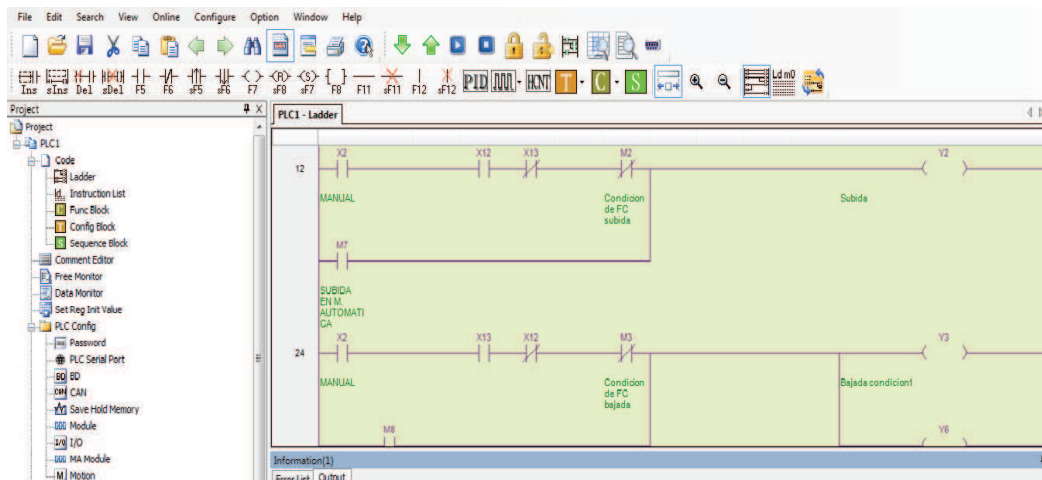 File Edit Search View Online Configure Option Window Help
Ins sIns Del sDel F5 F6 sF5 sF6 F7 sF8 sF7 F8 F11 sF11 F12 sF12 PID HCNT T C S Ld m0
Project
Project
PLC1
Code
Ladder
Instruction List
Func Block
Config Block
Sequence Block
Comment Editor
Free Monitor
Data Monitor
Set Reg Init Value
PLC Config
Password
PLC Serial Port
BD
CAN
Save Hold Memory
Module
I/O
MA Module
Motion
PLC1 - Ladder
X2 X12 X13 M2 Y2
12
MANUAL
Condicion
de FC
subida
Subida
M7
SUBIDA
EN M.
AUTOMATI
CA
X2 X13 X12 M3 Y3
24
MANUAL
Condicion
de FC
bajada
Bajada condicion1
M8 Y6
Information(1)
Error List Output